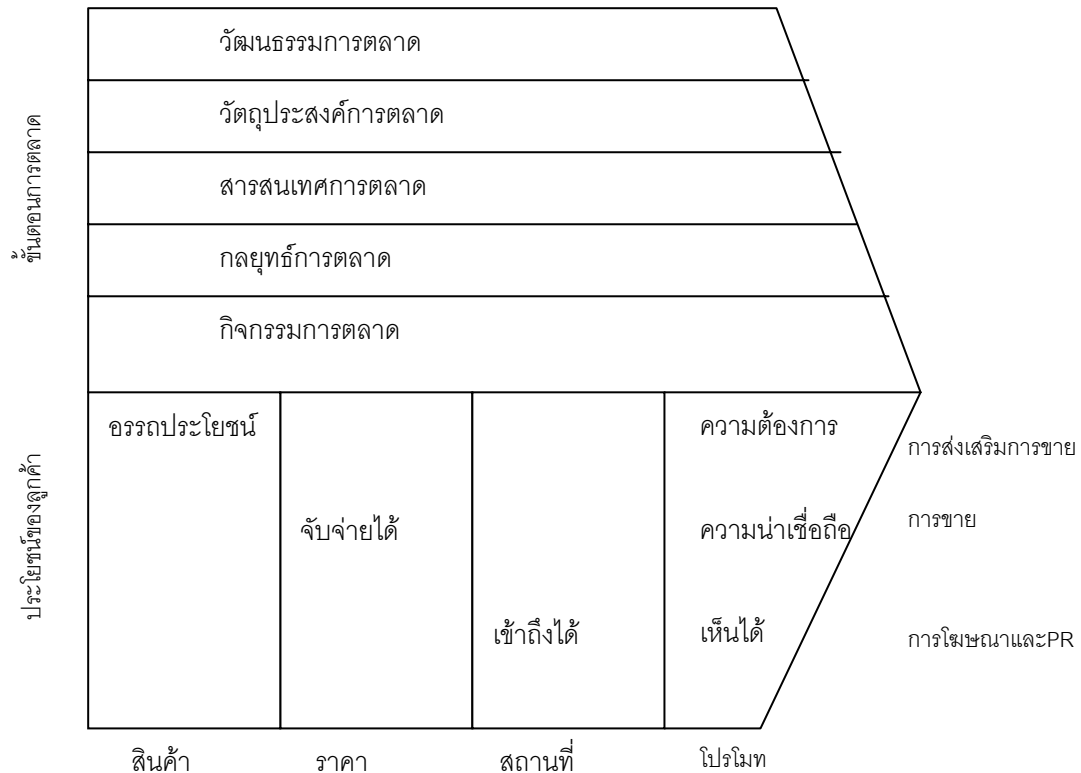 วัฒนธรรมการตลาด
วัตถุประสงค์การตลาด
สารสนเทศการตลาด
กลยุทธ์การตลาด
กิจกรรมการตลาด
ขั้นตอนการตลาด
อรรถประโยชน์
ความต้องการ
การส่งเสริมการขาย
จับจ่ายได้
ความน่าเชื่อถือ
การขาย
เข้าถึงได้
เห็นได้
การโฆษณาและPR
ประโยชน์ของลูกค้า
สินค้า
ราคา
สถานที่
โปรโมท